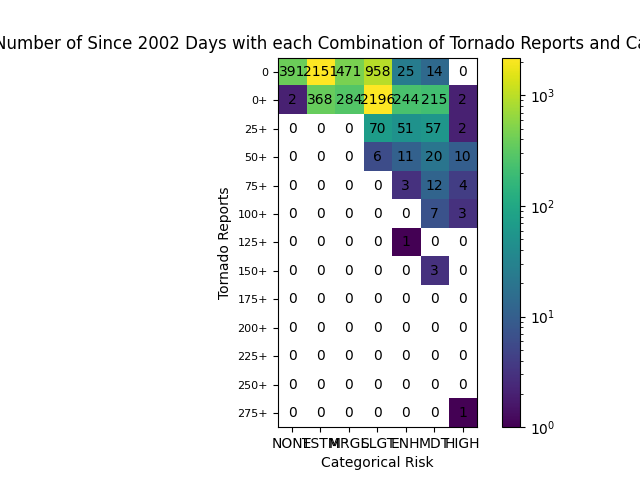 Number of Since 2002 Days with each Combination of Tornado Reports and Ca
0 391 2151 471 958 25 14 0
0+ 2 368 284 2196 244 215 2
25+ 0 0 0 70 51 57 2
50+ 0 0 0 6 11 20 10
75+ 0 0 0 0 3 12 4
100+ 0 0 0 0 0 7 3
125+ 0 0 0 0 1 0 0
150+ 0 0 0 0 0 3 0
175+ 0 0 0 0 0 0 0
200+ 0 0 0 0 0 0 0
225+ 0 0 0 0 0 0 0
250+ 0 0 0 0 0 0 0
275+ 0 0 0 0 0 0 1
NONE TSTM MRGL SLGT ENH MDT HIGH
Categorical Risk
Tornado Reports
10³
10²
10¹
10⁰